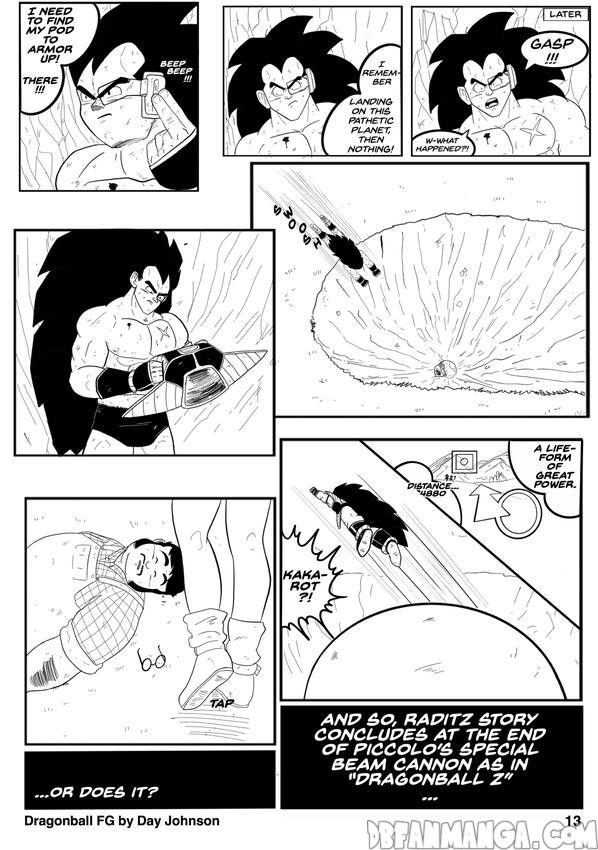 LATER
GASP
!!!
W-WHAT
HAPPENED?!
I
REMEM-
BER
LANDING
ON THIS
PATHETIC
PLANET,
THEN
NOTHING!
I NEED
TO FIND
MY POD
TO
ARMOR
UP!
THERE
!!!
BEEP
BEEP
!!!
SWOOSH
A LIFE-
FORM
OF
GREAT
POWER.
DISTANCE...
4880
KAKA-
ROT
?!
TAP
AND SO, RADITZ STORY
CONCLUDES AT THE END
OF PICCOLO'S SPECIAL
BEAM CANNON AS IN
"DRAGONBALL Z"
...
...OR DOES IT?
Dragonball FG by Day Johnson
13
DBFANMANGA.COM